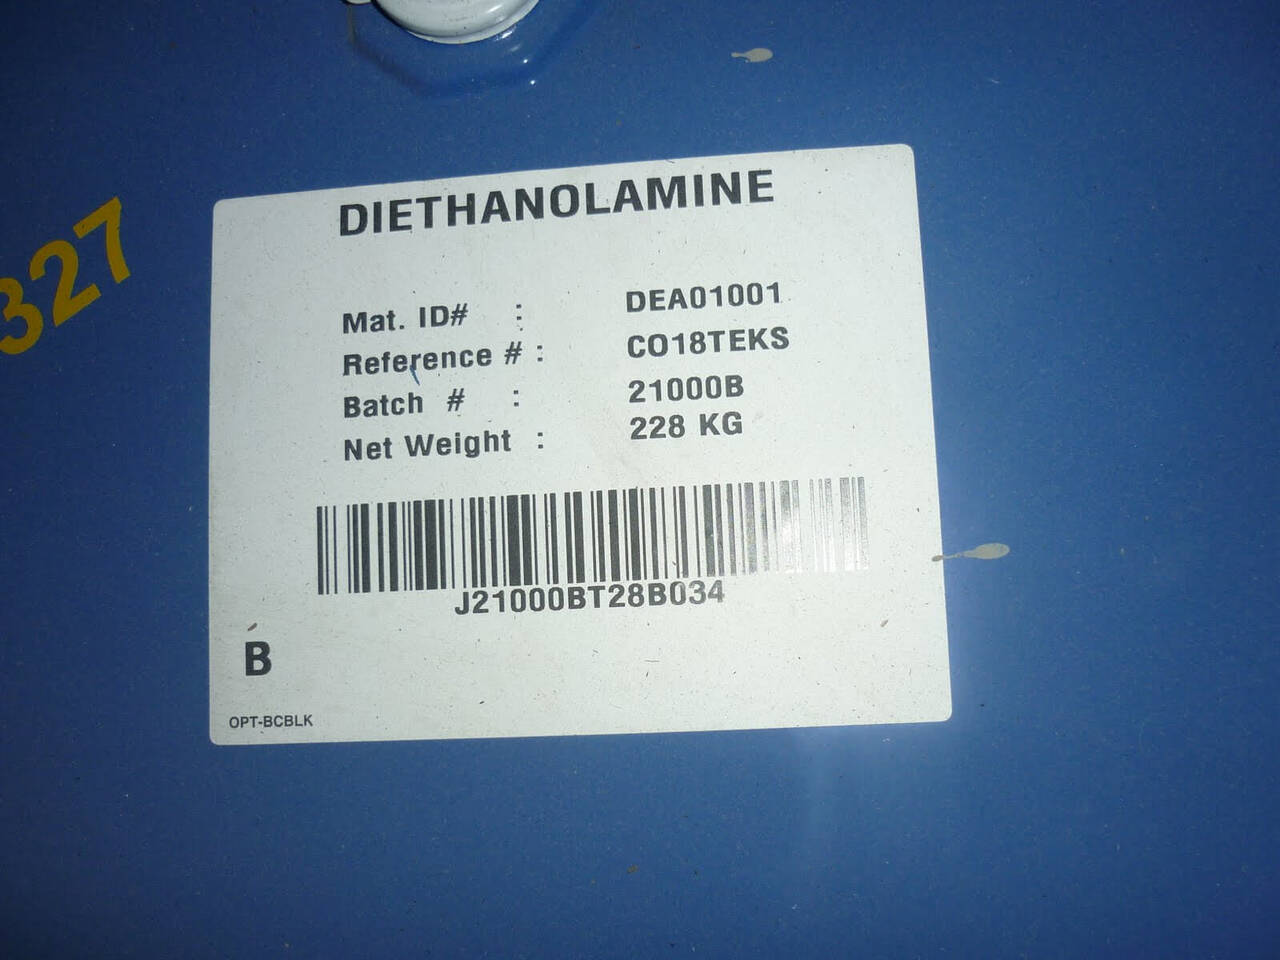 327
DIETHANOLAMINE
Mat. ID# : DEA01001
Reference # : CO18TEKS
Batch # : 21000B
Net Weight : 228 KG
J21000BT28B034
B
OPT-BCBLK